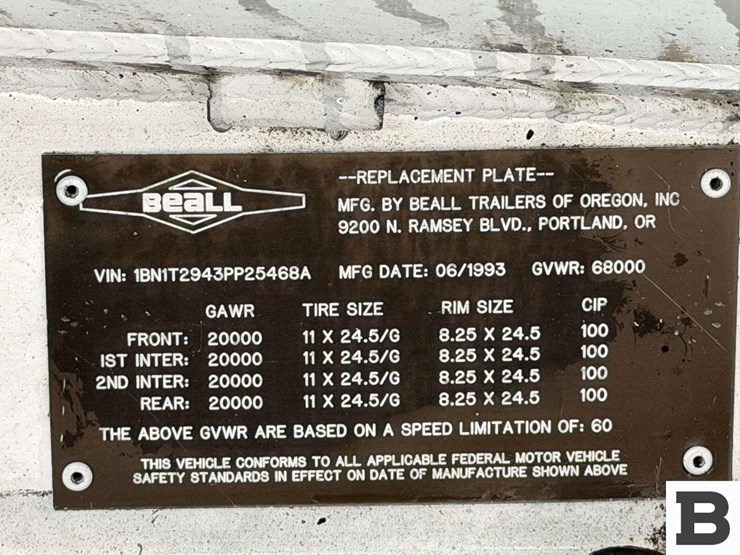 BeALL
--REPLACEMENT PLATE--
MFG. BY BEALL TRAILERS OF OREGON, INC
9200 N. RAMSEY BLVD., PORTLAND, OR
VIN: 1BN1T2943PP25468A MFG DATE: 06/1993 GVWR: 68000
GAWR TIRE SIZE RIM SIZE CIP
FRONT: 20000 11 X 24.5/G 8.25 X 24.5 100
1ST INTER: 20000 11 X 24.5/G 8.25 X 24.5 100
2ND INTER: 20000 11 X 24.5/G 8.25 X 24.5 100
REAR: 20000 11 X 24.5/G 8.25 X 24.5 100
THE ABOVE GVWR ARE BASED ON A SPEED LIMITATION OF: 60
THIS VEHICLE CONFORMS TO ALL APPLICABLE FEDERAL MOTOR VEHICLE
SAFETY STANDARDS IN EFFECT ON DATE OF MANUFACTURE SHOWN ABOVE
B